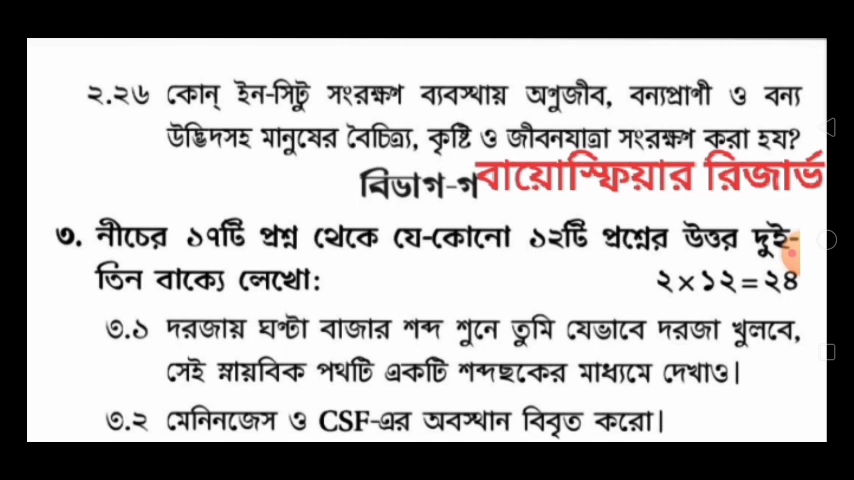 ২.২৬ কোন্ ইন-সিটু সংরক্ষণ ব্যবস্থায় অণুজীব, বন্যপ্রাণী ও বন্য
উদ্ভিদসহ মানুষের বৈচিত্র্য, কৃষ্টি ও জীবনযাত্রা সংরক্ষণ করা হয?
বিভাগ-গ বায়োস্ফিয়ার রিজার্ভ
৩. নীচের ১৭টি প্রশ্ন থেকে যে-কোনো ১২টি প্রশ্নের উত্তর দুই-
তিন বাক্যে লেখো: ২×১২=২৪
৩.১ দরজায় ঘণ্টা বাজার শব্দ শুনে তুমি যেভাবে দরজা খুলবে,
সেই স্নায়বিক পথটি একটি শব্দছকের মাধ্যমে দেখাও।
৩.২ মেনিনজেস ও CSF-এর অবস্থান বিবৃত করো।